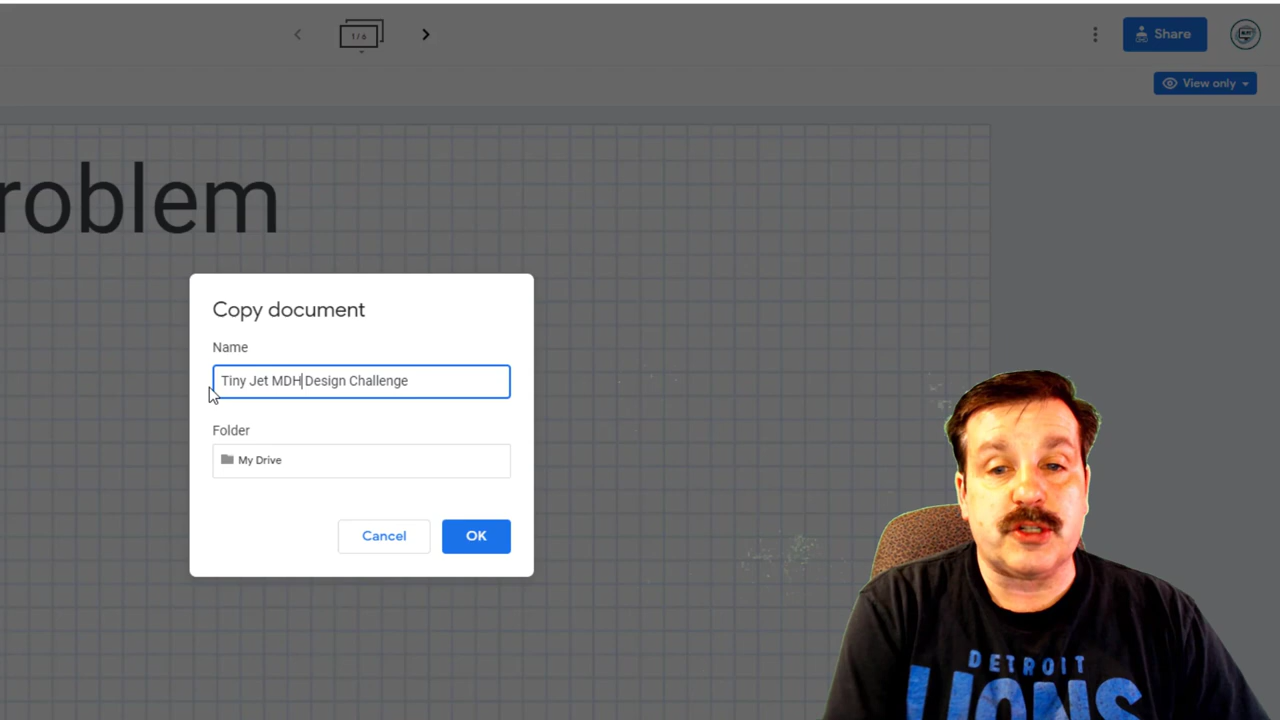 1 / 6
Share
View only
roblem
Copy document
Name
Tiny Jet MDH Design Challenge
Folder
My Drive
Cancel
OK
DETROIT
LIONS